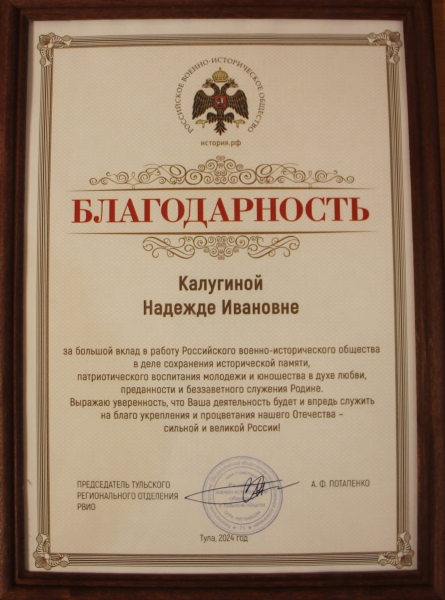 РОССИЙСКОЕ ВОЕННО-ИСТОРИЧЕСКОЕ ОБЩЕСТВО
история.рф
БЛАГОДАРНОСТЬ
Калугиной
Надежде Ивановне
за большой вклад в работу Российского военно-исторического общества
в деле сохранения исторической памяти,
патриотического воспитания молодежи и юношества в духе любви,
преданности и беззаветного служения Родине.
Выражаю уверенность, что Ваша деятельность будет и впредь служить
на благо укрепления и процветания нашего Отечества –
сильной и великой России!
ПРЕДСЕДАТЕЛЬ ТУЛЬСКОГО
РЕГИОНАЛЬНОГО ОТДЕЛЕНИЯ
РВИО
А. Ф. ПОТАПЕНКО
Тула, 2024 год